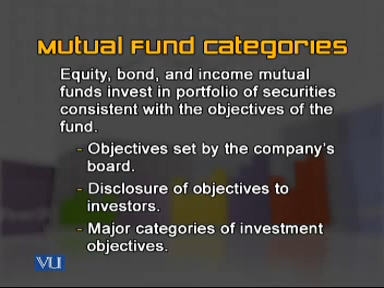 Mutual Fund Categories
Equity, bond, and income mutual
funds invest in portfolio of securities
consistent with the objectives of the
fund.
- Objectives set by the company's
board.
- Disclosure of objectives to
investors.
- Major categories of investment
objectives.
VU